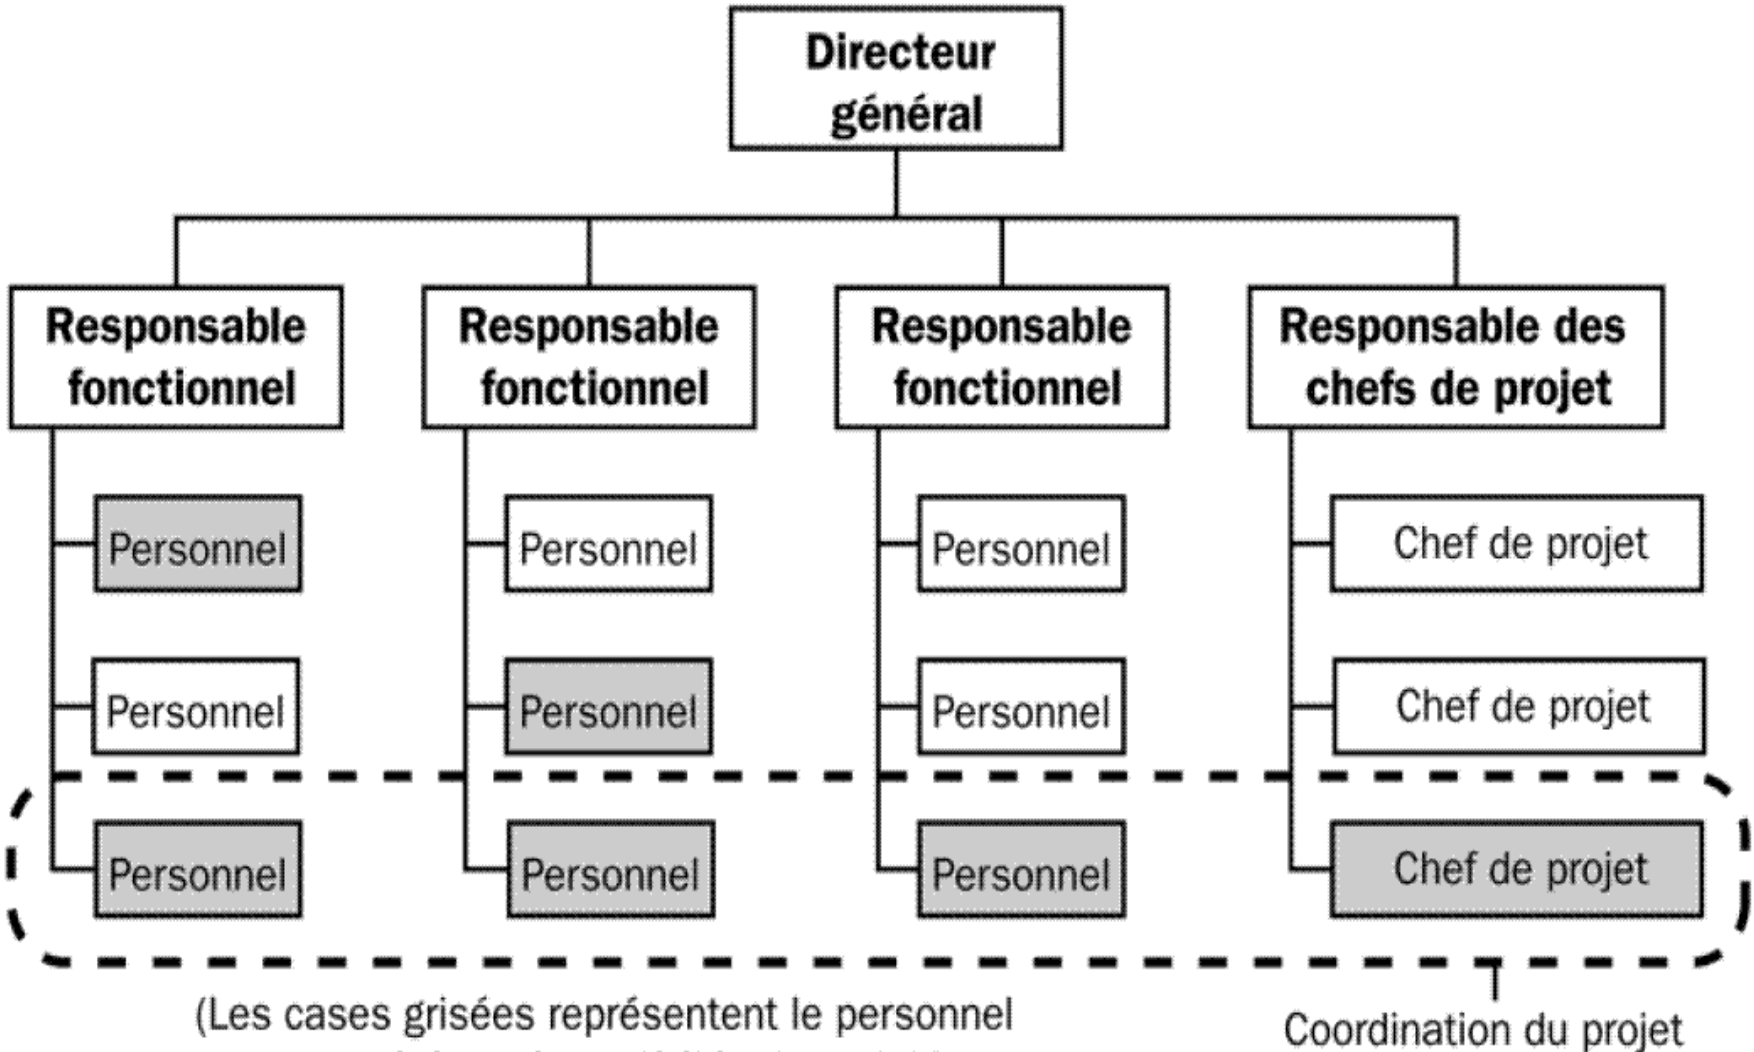 Directeur
général
Responsable
fonctionnel
Responsable
fonctionnel
Responsable
fonctionnel
Responsable des
chefs de projet
Personnel
Personnel
Personnel
Chef de projet
Personnel
Personnel
Personnel
Chef de projet
Personnel
Personnel
Personnel
Chef de projet
(Les cases grisées représentent le personnel
Coordination du projet